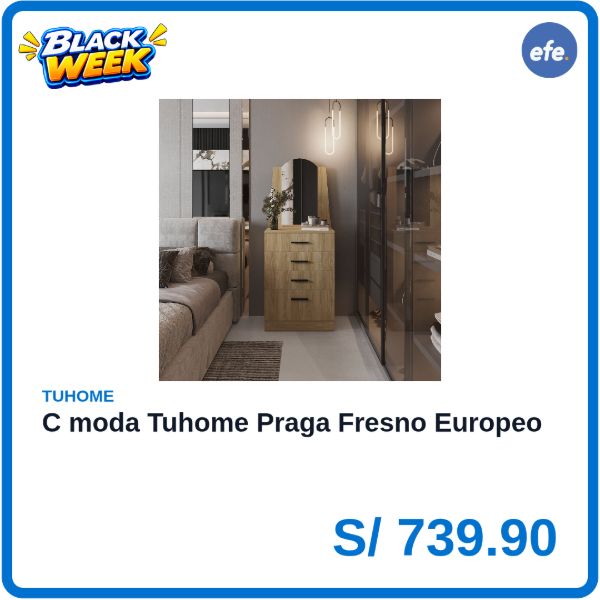 BLACK
WEEK
efe.
TUHOME
C moda Tuhome Praga Fresno Europeo
S/ 739.90